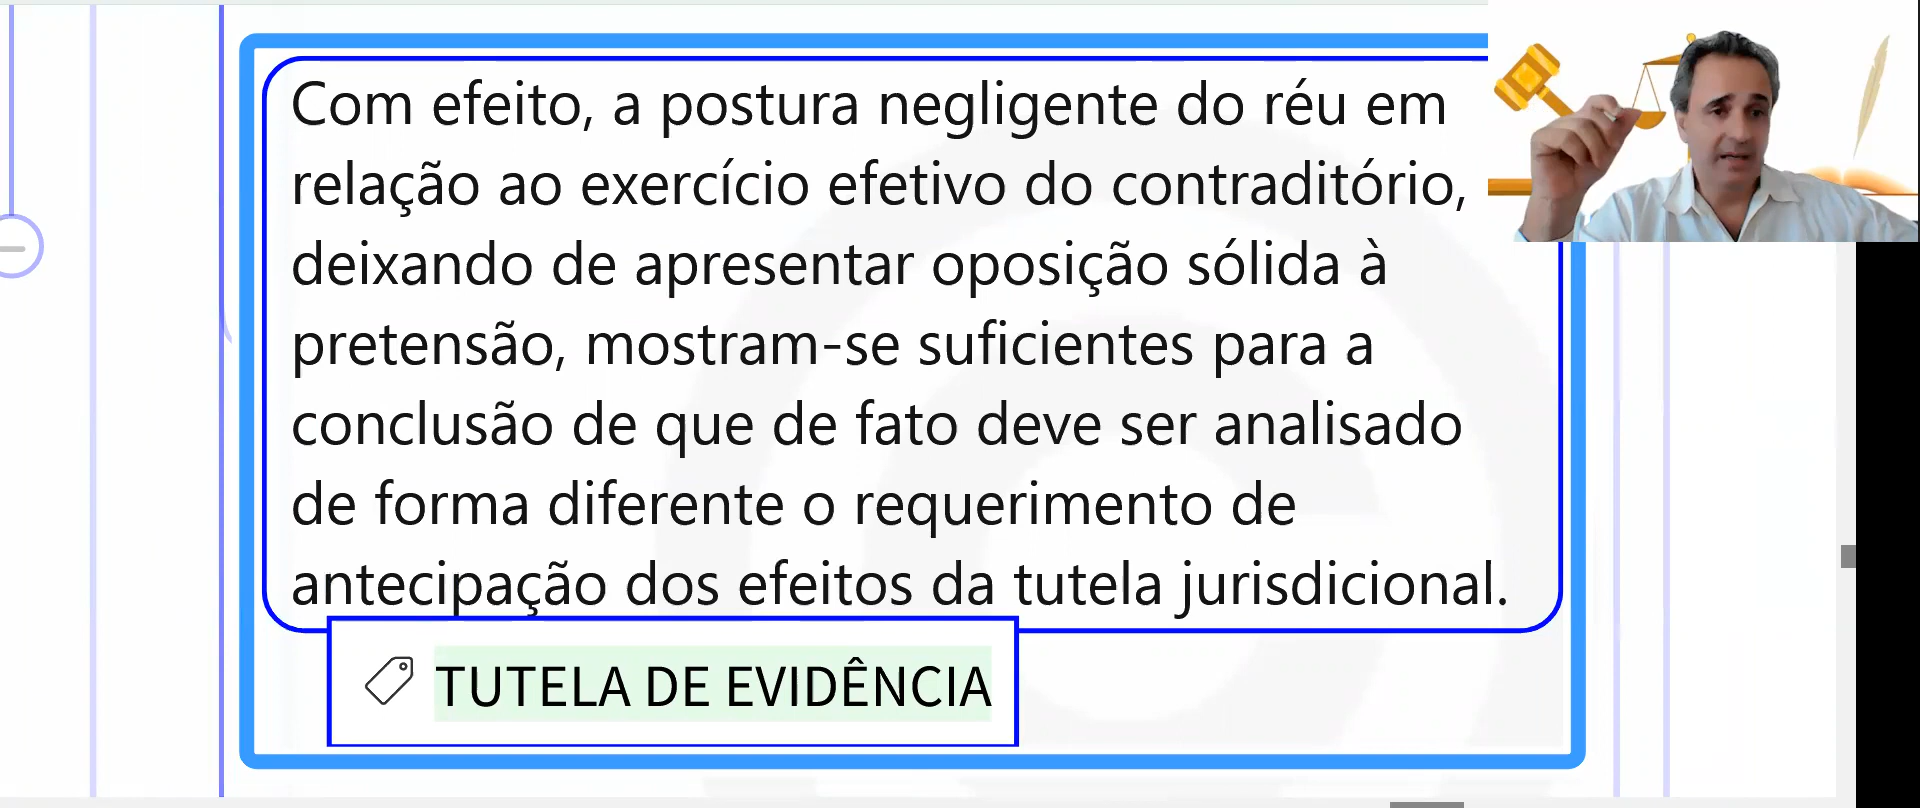 Com efeito, a postura negligente do réu em
relação ao exercício efetivo do contraditório,
deixando de apresentar oposição sólida à
pretensão, mostram-se suficientes para a
conclusão de que de fato deve ser analisado
de forma diferente o requerimento de
antecipação dos efeitos da tutela jurisdicional.
TUTELA DE EVIDÊNCIA